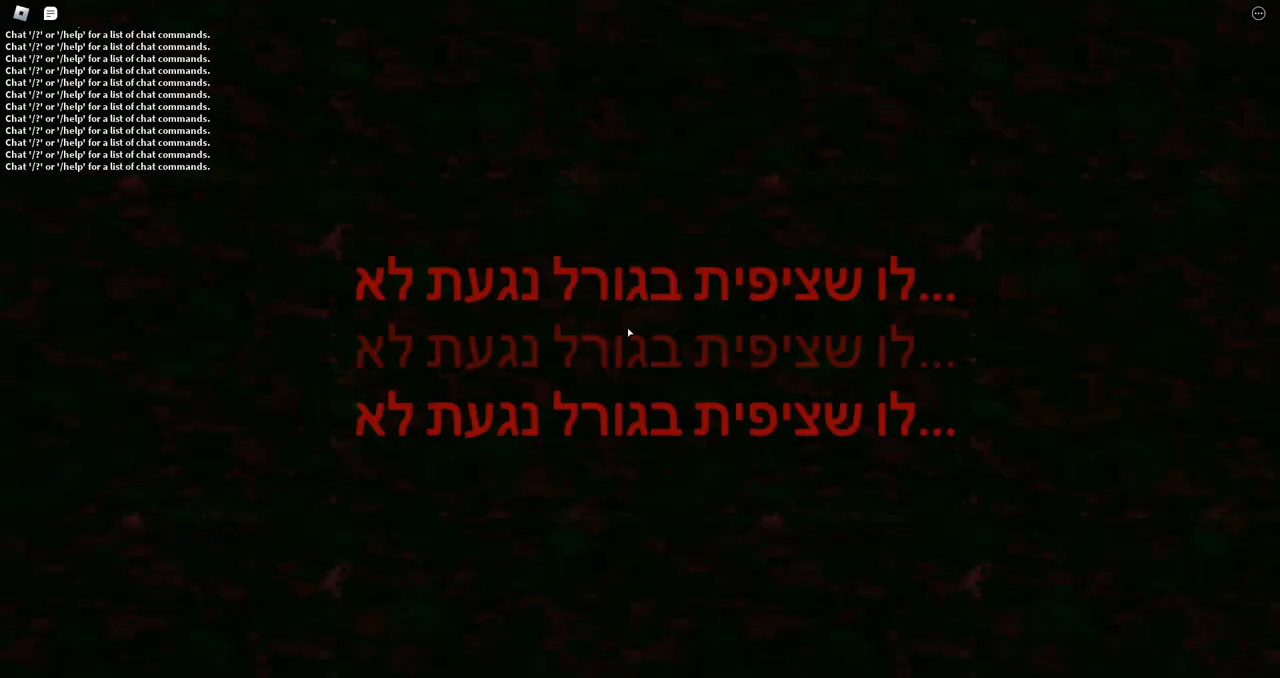 Chat '/?' or '/help' for a list of chat commands.
Chat '/?' or '/help' for a list of chat commands.
Chat '/?' or '/help' for a list of chat commands.
Chat '/?' or '/help' for a list of chat commands.
Chat '/?' or '/help' for a list of chat commands.
Chat '/?' or '/help' for a list of chat commands.
Chat '/?' or '/help' for a list of chat commands.
Chat '/?' or '/help' for a list of chat commands.
Chat '/?' or '/help' for a list of chat commands.
Chat '/?' or '/help' for a list of chat commands.
Chat '/?' or '/help' for a list of chat commands.
Chat '/?' or '/help' for a list of chat commands.
...לו שציפית בגורל נגעת לא
...לו שציפית בגורל נגעת לא
...לו שציפית בגורל נגעת לא